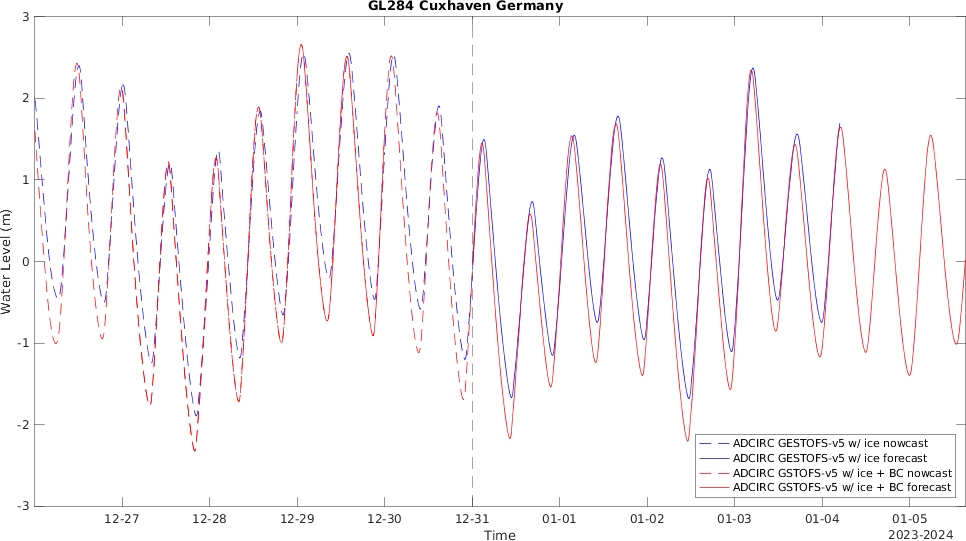 GL284 Cuxhaven Germany
3
2
1
0
-1
-2
-3
Water Level (m)
12-27 12-28 12-29 12-30 12-31 01-01 01-02 01-03 01-04 01-05
Time
2023-2024
ADCIRC GESTOFS-v5 w/ ice nowcast
ADCIRC GESTOFS-v5 w/ ice forecast
ADCIRC GSTOFS-v5 w/ ice + BC nowcast
ADCIRC GSTOFS-v5 w/ ice + BC forecast